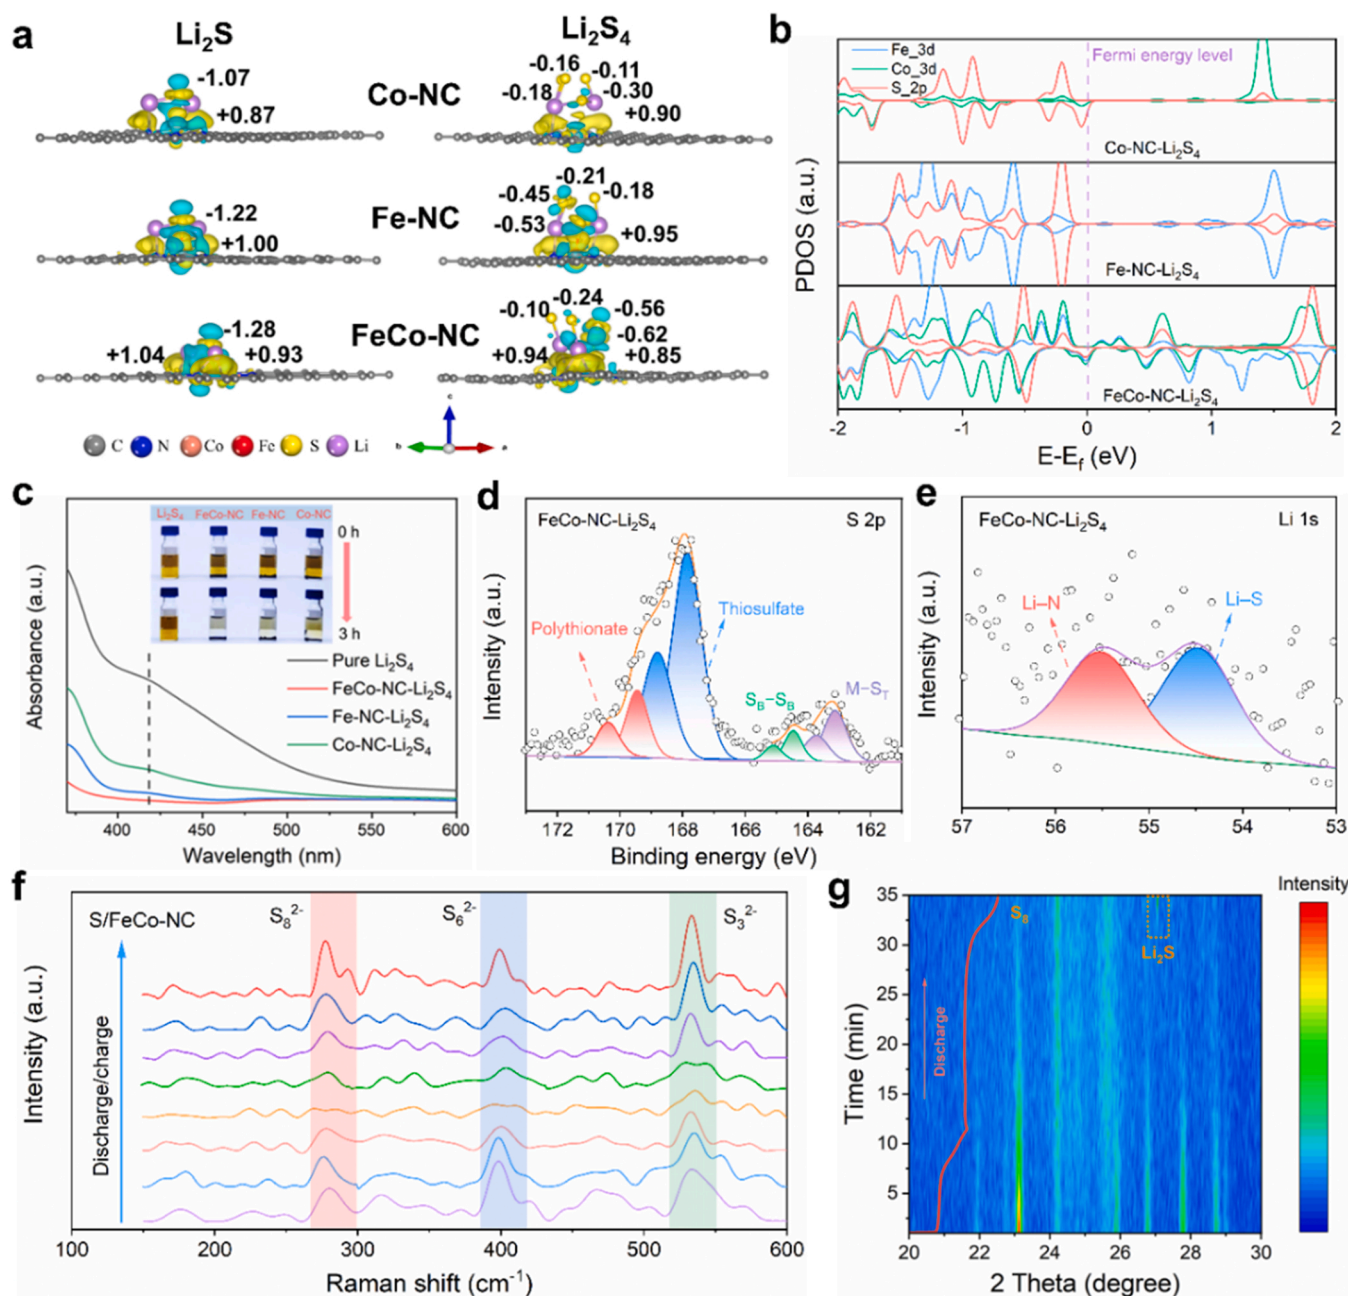 a
Li₂S
Li₂S₄
-1.07
+0.87
Co-NC
-0.16
-0.11
-0.18
-0.30
+0.90
-1.22
+1.00
Fe-NC
-0.21
-0.45
-0.18
-0.53
+0.95
-1.28
+1.04
+0.93
FeCo-NC
-0.24
-0.10
-0.56
-0.62
+0.94
+0.85
C N Co Fe S Li
c
b
a
b
Fe_3d
Co_3d
S_2p
Fermi energy level
Co-NC-Li₂S₄
Fe-NC-Li₂S₄
FeCo-NC-Li₂S₄
PDOS (a.u.)
-2 -1 0 1 2
E-Ef (eV)
c
Li₂S₄ FeCo-NC Fe-NC Co-NC
0 h
3 h
Pure Li₂S₄
FeCo-NC-Li₂S₄
Fe-NC-Li₂S₄
Co-NC-Li₂S₄
Absorbance (a.u.)
400 450 500 550 600
Wavelength (nm)
d
FeCo-NC-Li₂S₄
S 2p
Polythionate
Thiosulfate
S_B–S_B
M–S_T
Intensity (a.u.)
172 170 168 166 164 162
Binding energy (eV)
e
FeCo-NC-Li₂S₄
Li 1s
Li–N
Li–S
Intensity (a.u.)
57 56 55 54 53
f
S/FeCo-NC
S₈²⁻
S₆²⁻
S₃²⁻
Discharge/charge
Intensity (a.u.)
100 200 300 400 500 600
Raman shift (cm⁻¹)
g
S₈
Li₂S
Discharge
Time (min)
35
30
25
20
15
10
5
20 22 24 26 28 30
2 Theta (degree)
Intensity